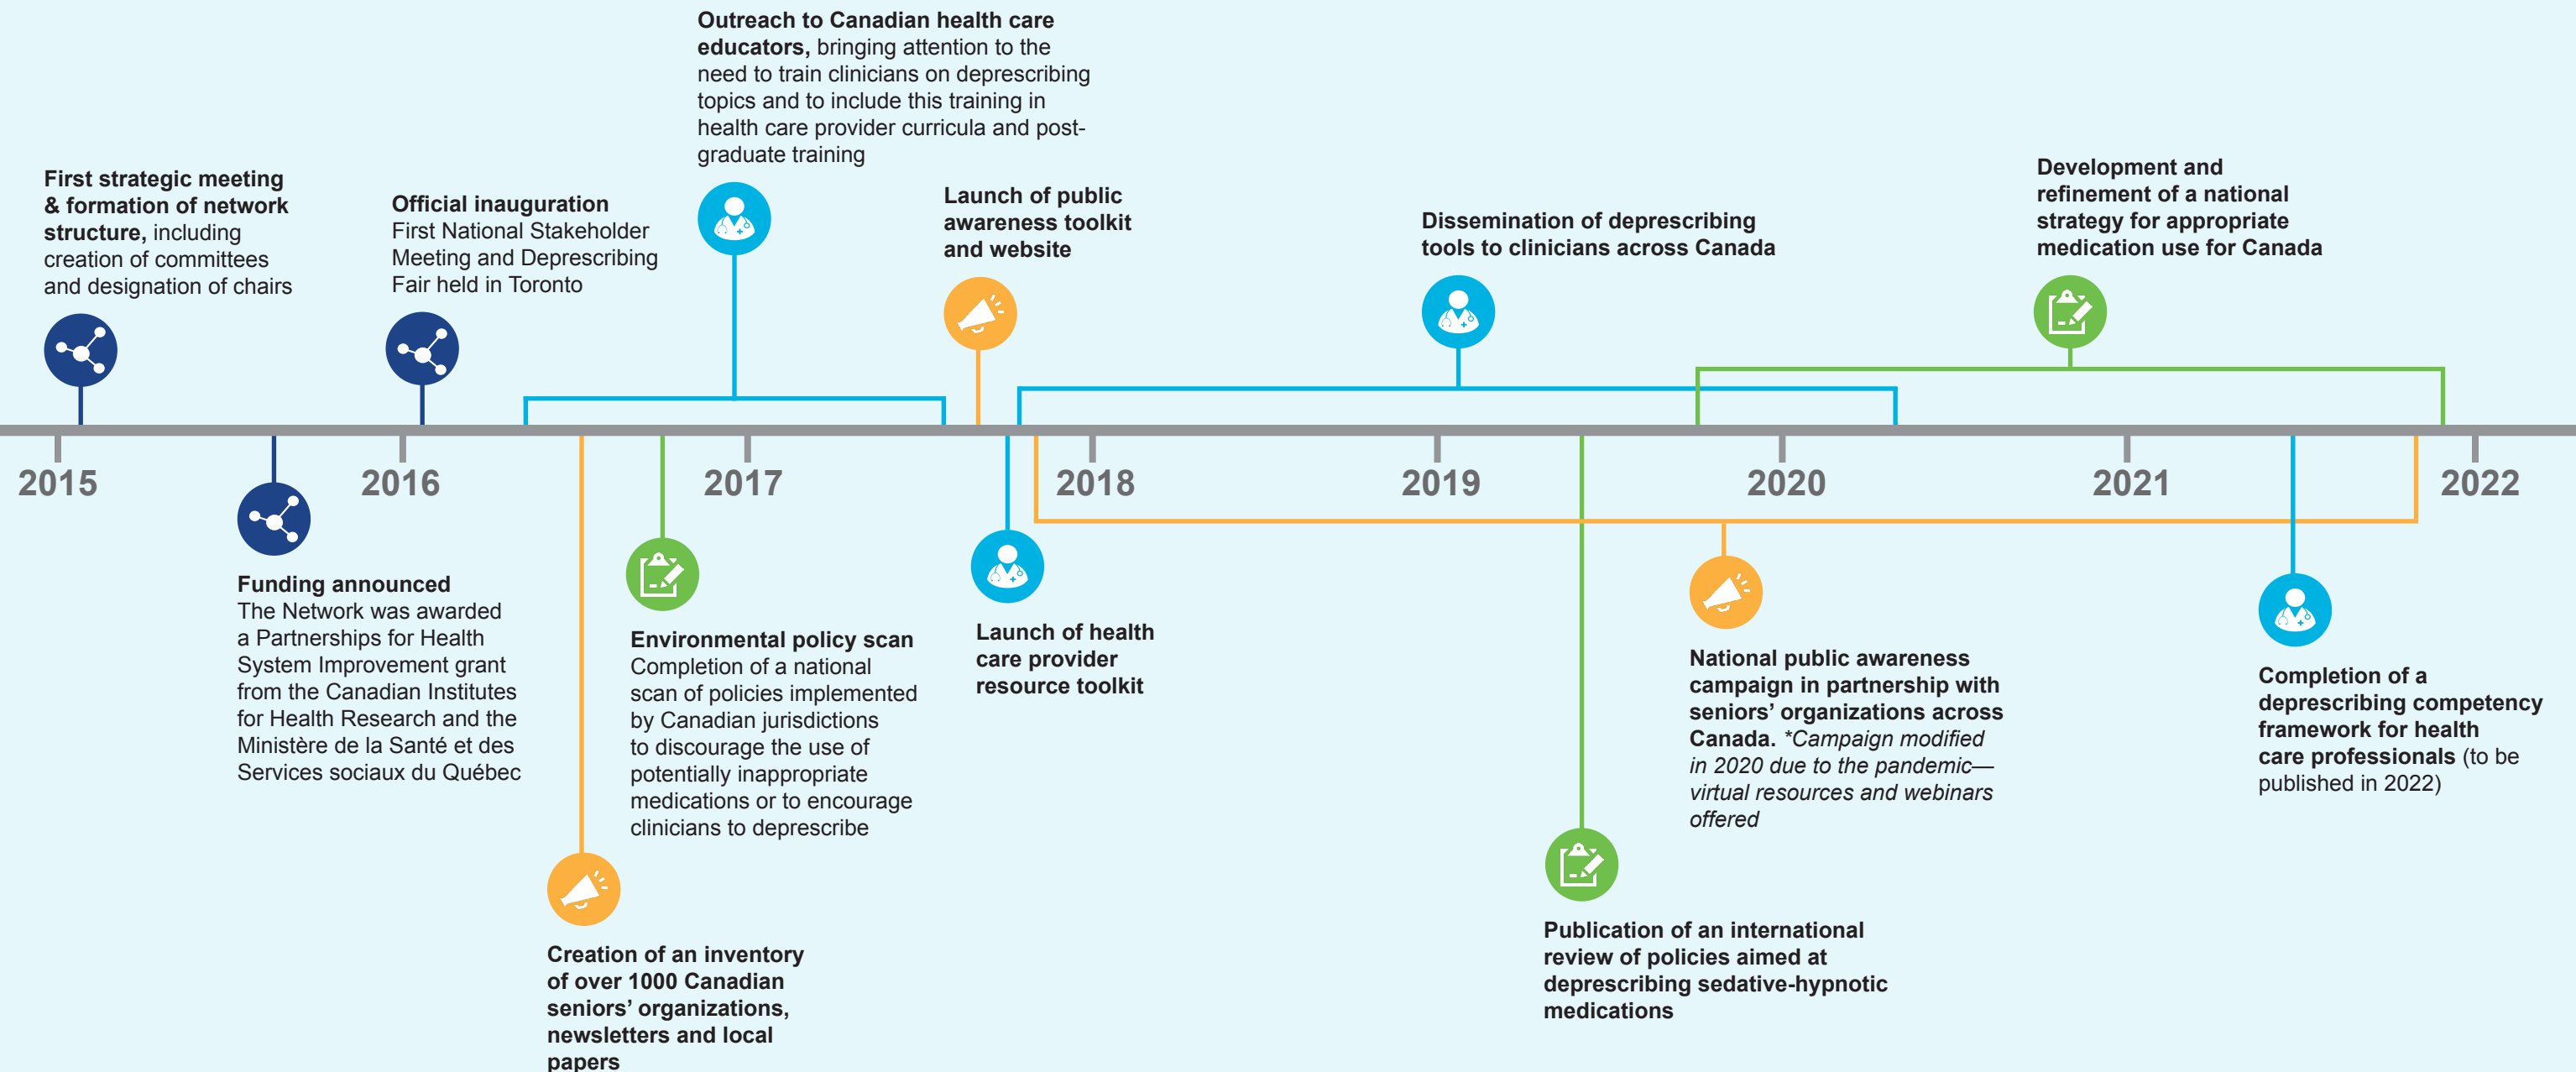 First strategic meeting
& formation of network
structure, including
creation of committees
and designation of chairs
Official inauguration
First National Stakeholder
Meeting and Deprescribing
Fair held in Toronto
Outreach to Canadian health care
educators, bringing attention to the
need to train clinicians on deprescribing
topics and to include this training in
health care provider curricula and post-
graduate training
Launch of public
awareness toolkit
and website
Dissemination of deprescribing
tools to clinicians across Canada
Development and
refinement of a national
strategy for appropriate
medication use for Canada
2015
2016
2017
2018
2019
2020
2021
2022
Funding announced
The Network was awarded
a Partnerships for Health
System Improvement grant
from the Canadian Institutes
for Health Research and the
Ministère de la Santé et des
Services sociaux du Québec
Creation of an inventory
of over 1000 Canadian
seniors’ organizations,
newsletters and local
papers
Environmental policy scan
Completion of a national
scan of policies implemented
by Canadian jurisdictions
to discourage the use of
potentially inappropriate
medications or to encourage
clinicians to deprescribe
Launch of health
care provider
resource toolkit
Publication of an international
review of policies aimed at
deprescribing sedative-hypnotic
medications
National public awareness
campaign in partnership with
seniors’ organizations across
Canada. *Campaign modified
in 2020 due to the pandemic—
virtual resources and webinars
offered
Completion of a
deprescribing competency
framework for health
care professionals (to be
published in 2022)